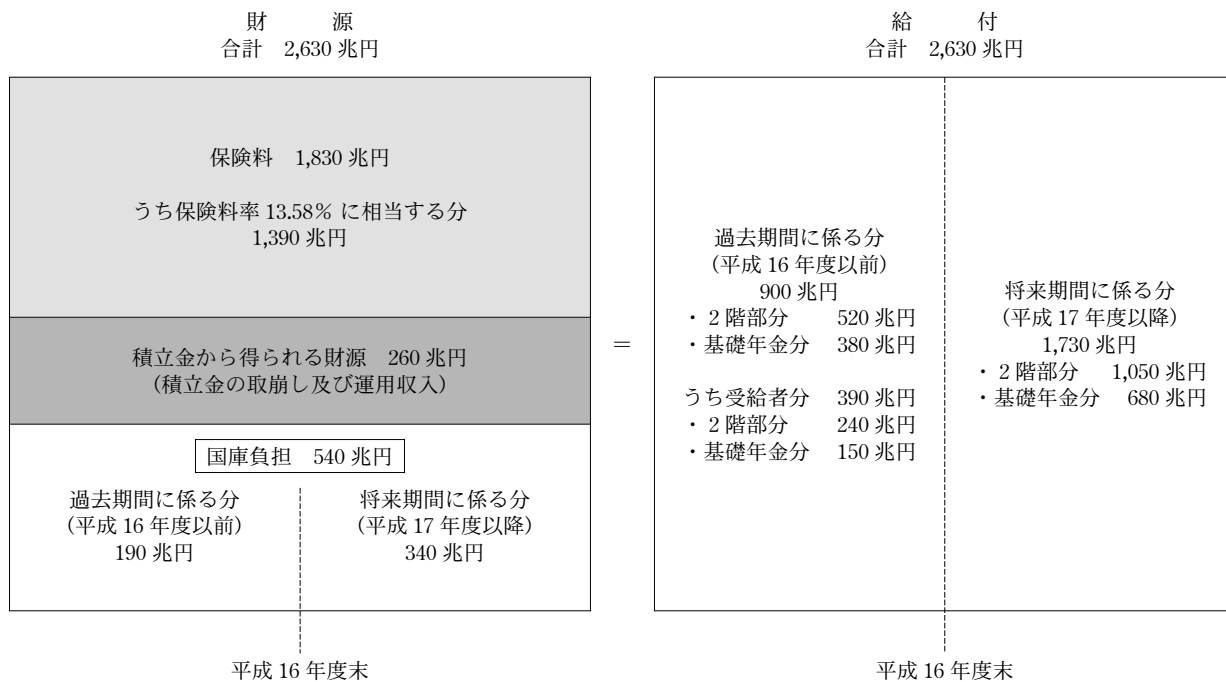 財 源
合計 2,630 兆円
保険料 1,830 兆円
うち保険料率 13.58% に相当する分
1,390 兆円
積立金から得られる財源 260 兆円
(積立金の取崩し及び運用収入)
国庫負担 540 兆円
過去期間に係る分
(平成 16 年度以前)
190 兆円
将来期間に係る分
(平成 17 年度以降)
340 兆円
平成 16 年度末
=
給 付
合計 2,630 兆円
過去期間に係る分
(平成 16 年度以前)
900 兆円
・2 階部分 520 兆円
・基礎年金分 380 兆円
うち受給者分 390 兆円
・2 階部分 240 兆円
・基礎年金分 150 兆円
将来期間に係る分
(平成 17 年度以降)
1,730 兆円
・2 階部分 1,050 兆円
・基礎年金分 680 兆円
平成 16 年度末